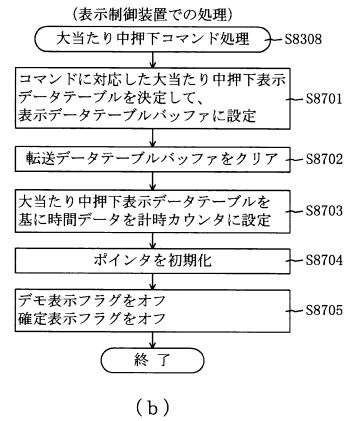 (表示制御装置での処理)
大当たり中押下コマンド処理
S8308
コマンドに対応した大当たり中押下表示
データテーブルを決定して、
表示データテーブルバッファに設定
S8701
転送データテーブルバッファをクリア
S8702
大当たり中押下表示データテーブルを
基に時間データを計時カウンタに設定
S8703
ポインタを初期化
S8704
デモ表示フラグをオフ
確定表示フラグをオフ
S8705
終了
(b)